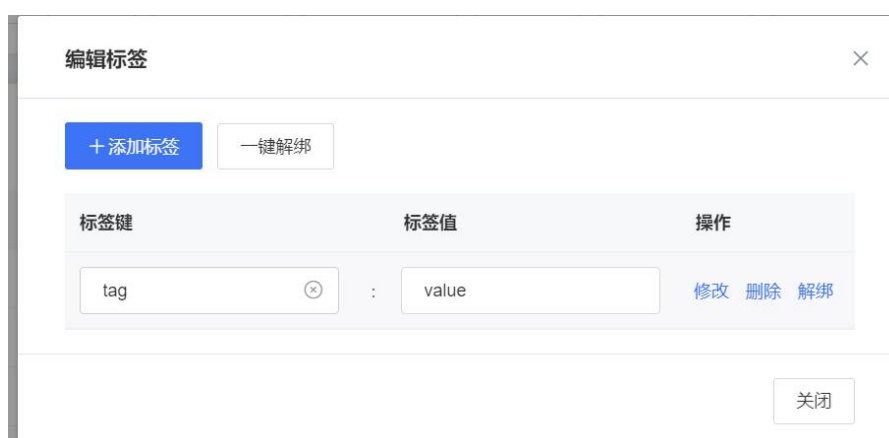 编辑标签
+添加标签 一键解绑
标签键 标签值 操作
tag : value 修改 删除 解绑
关闭